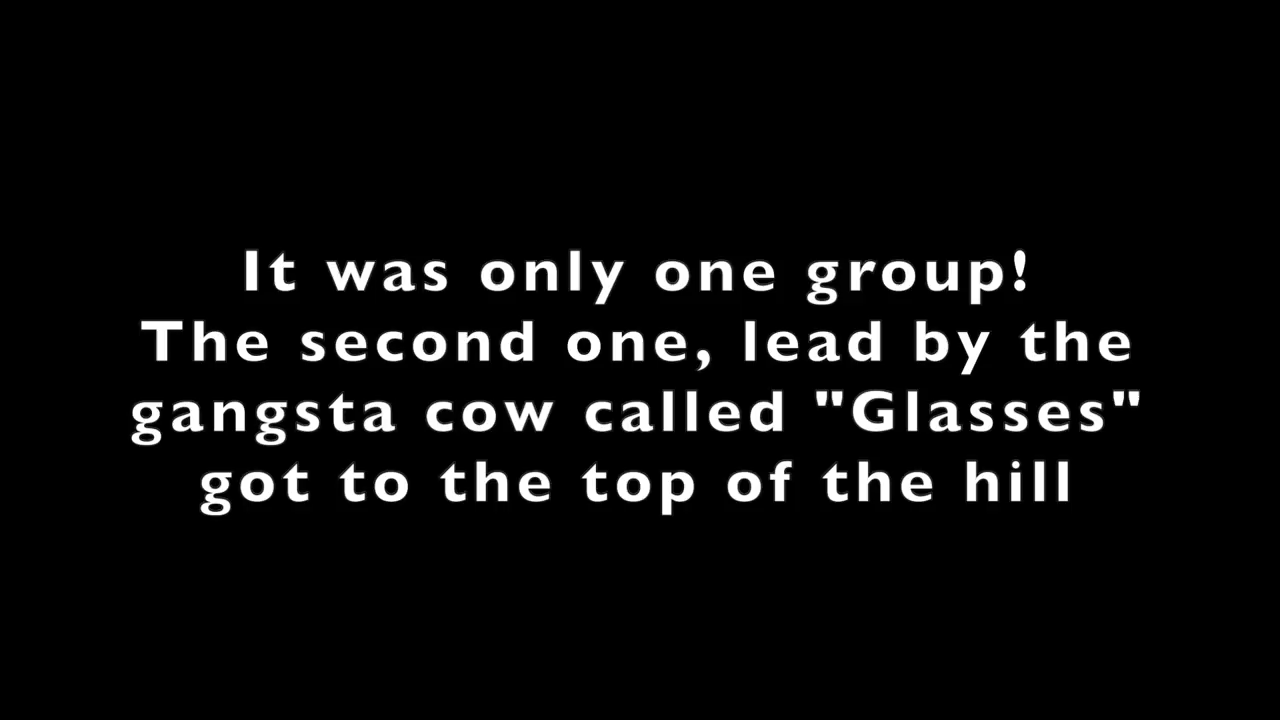 It was only one group!
The second one, lead by the
gangsta cow called "Glasses"
got to the top of the hill